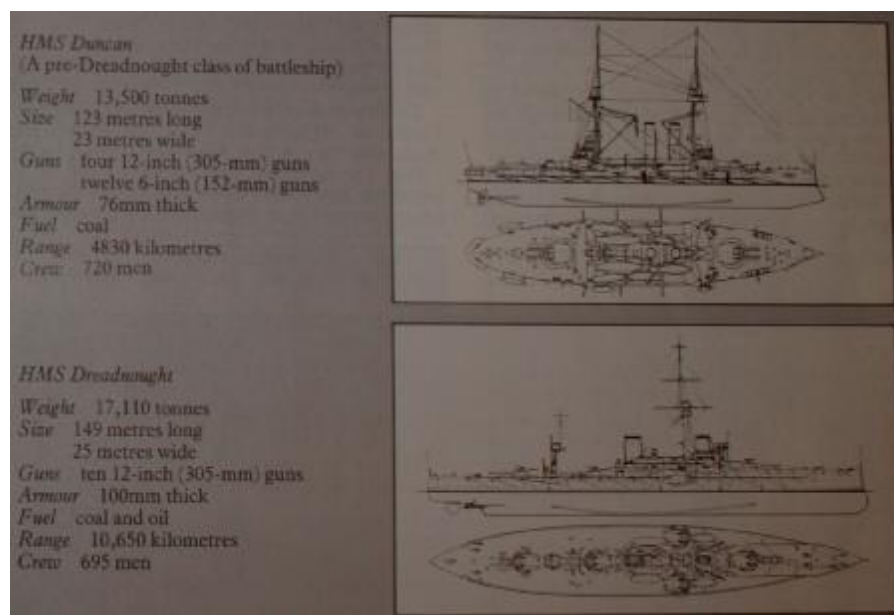 HMS Duncan
(A pre-Dreadnought class of battleship)
Weight 13,500 tonnes
Size 123 metres long
23 metres wide
Guns four 12-inch (305-mm) guns
twelve 6-inch (152-mm) guns
Armour 76mm thick
Fuel coal
Range 4830 kilometres
Crew 720 men
HMS Dreadnought
Weight 17,110 tonnes
Size 149 metres long
25 metres wide
Guns ten 12-inch (305-mm) guns
Armour 100mm thick
Fuel coal and oil
Range 10,650 kilometres
Crew 695 men